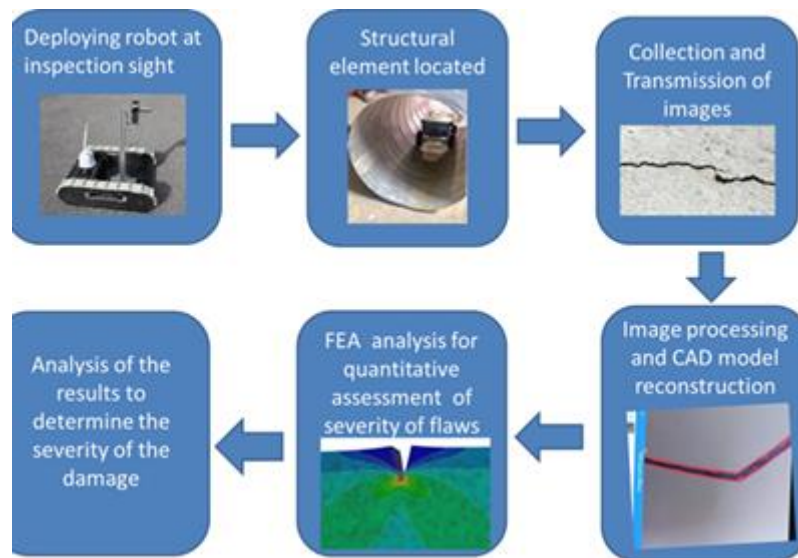 Deploying robot at
inspection sight
Structural
element located
Collection and
Transmission of
images
Image processing
and CAD model
reconstruction
FEA analysis for
quantitative
assessment of
severity of flaws
Analysis of the
results to
determine the
severity of the
damage